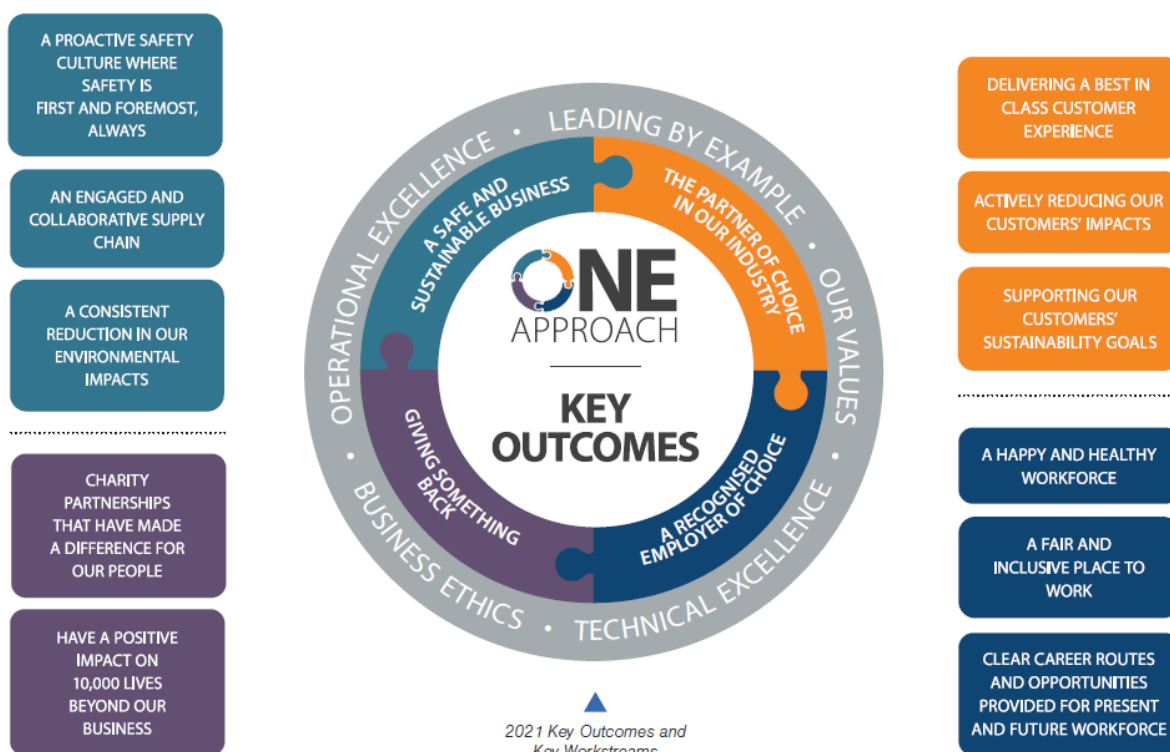 A PROACTIVE SAFETY
CULTURE WHERE
SAFETY IS
FIRST AND FOREMOST,
ALWAYS
AN ENGAGED AND
COLLABORATIVE SUPPLY
CHAIN
A CONSISTENT
REDUCTION IN OUR
ENVIRONMENTAL
IMPACTS
CHARITY
PARTNERSHIPS
THAT HAVE MADE
A DIFFERENCE FOR
OUR PEOPLE
HAVE A POSITIVE
IMPACT ON
10,000 LIVES
BEYOND OUR
BUSINESS
OPERATIONAL EXCELLENCE • LEADING BY EXAMPLE • OUR VALUES • TECHNICAL EXCELLENCE • BUSINESS ETHICS •
A SAFE AND
SUSTAINABLE BUSINESS
THE PARTNER OF CHOICE
IN OUR INDUSTRY
A RECOGNISED
EMPLOYER OF CHOICE
GIVING SOMETHING
BACK
ONE
APPROACH
KEY
OUTCOMES
2021 Key Outcomes and
Key Workstreams
DELIVERING A BEST IN
CLASS CUSTOMER
EXPERIENCE
ACTIVELY REDUCING OUR
CUSTOMERS' IMPACTS
SUPPORTING OUR
CUSTOMERS'
SUSTAINABILITY GOALS
A HAPPY AND HEALTHY
WORKFORCE
A FAIR AND
INCLUSIVE PLACE TO
WORK
CLEAR CAREER ROUTES
AND OPPORTUNITIES
PROVIDED FOR PRESENT
AND FUTURE WORKFORCE